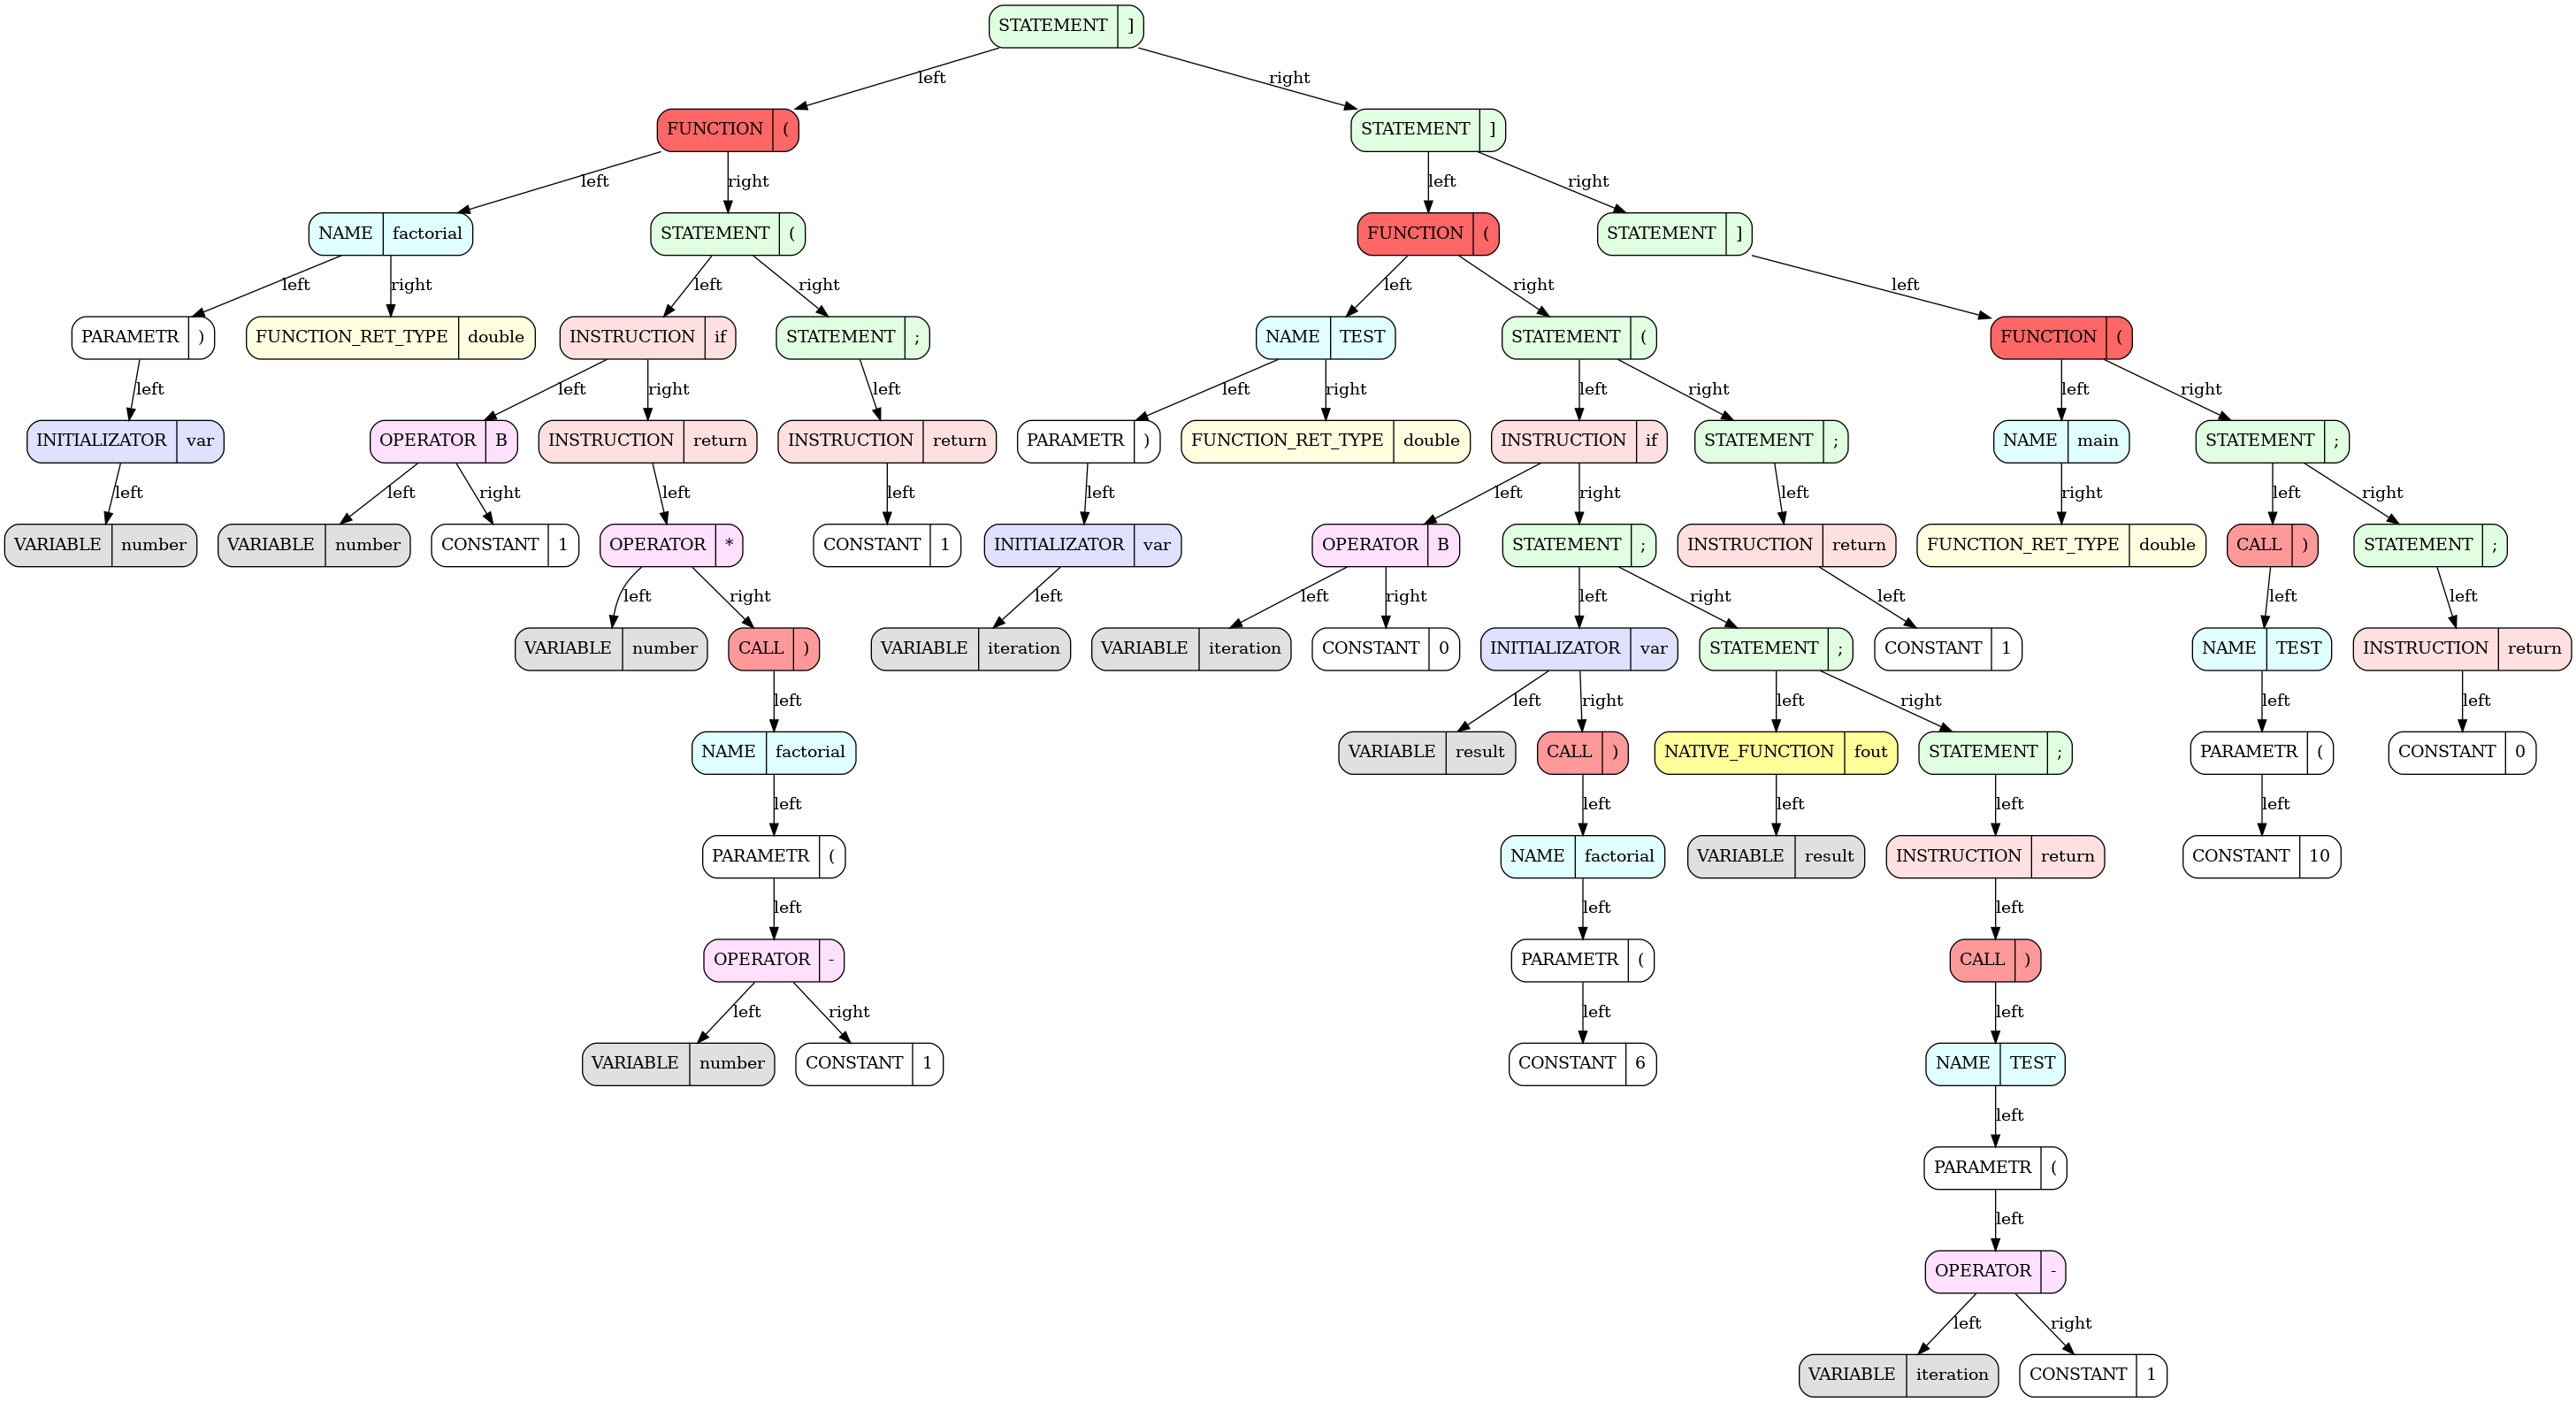 STATEMENT ]
left right
FUNCTION ( STATEMENT ]
left right left right
NAME factorial STATEMENT ( FUNCTION ( STATEMENT ]
left right left right left right left
PARAMETR ) FUNCTION_RET_TYPE double INSTRUCTION if STATEMENT ; NAME TEST STATEMENT ( FUNCTION (
left left right left left right left right left right
INITIALIZATOR var OPERATOR B INSTRUCTION return INSTRUCTION return PARAMETR ) FUNCTION_RET_TYPE double INSTRUCTION if STATEMENT ; NAME main STATEMENT ;
left left right left left left left right left right left right
VARIABLE number VARIABLE number CONSTANT 1 OPERATOR * CONSTANT 1 INITIALIZATOR var OPERATOR B STATEMENT ; INSTRUCTION return FUNCTION_RET_TYPE double CALL ) STATEMENT ;
left right left left right left right left left left
VARIABLE number CALL ) VARIABLE iteration VARIABLE iteration CONSTANT 0 INITIALIZATOR var STATEMENT ; CONSTANT 1 NAME TEST INSTRUCTION return
left left right left right left left
NAME factorial VARIABLE result CALL ) NATIVE_FUNCTION fout STATEMENT ; PARAMETR ( CONSTANT 0
left left left left left
PARAMETR ( NAME factorial VARIABLE result INSTRUCTION return CONSTANT 10
left left left
OPERATOR - PARAMETR ( CALL )
left right left left
VARIABLE number CONSTANT 1 CONSTANT 6 NAME TEST
left
PARAMETR (
left
OPERATOR -
left right
VARIABLE iteration CONSTANT 1